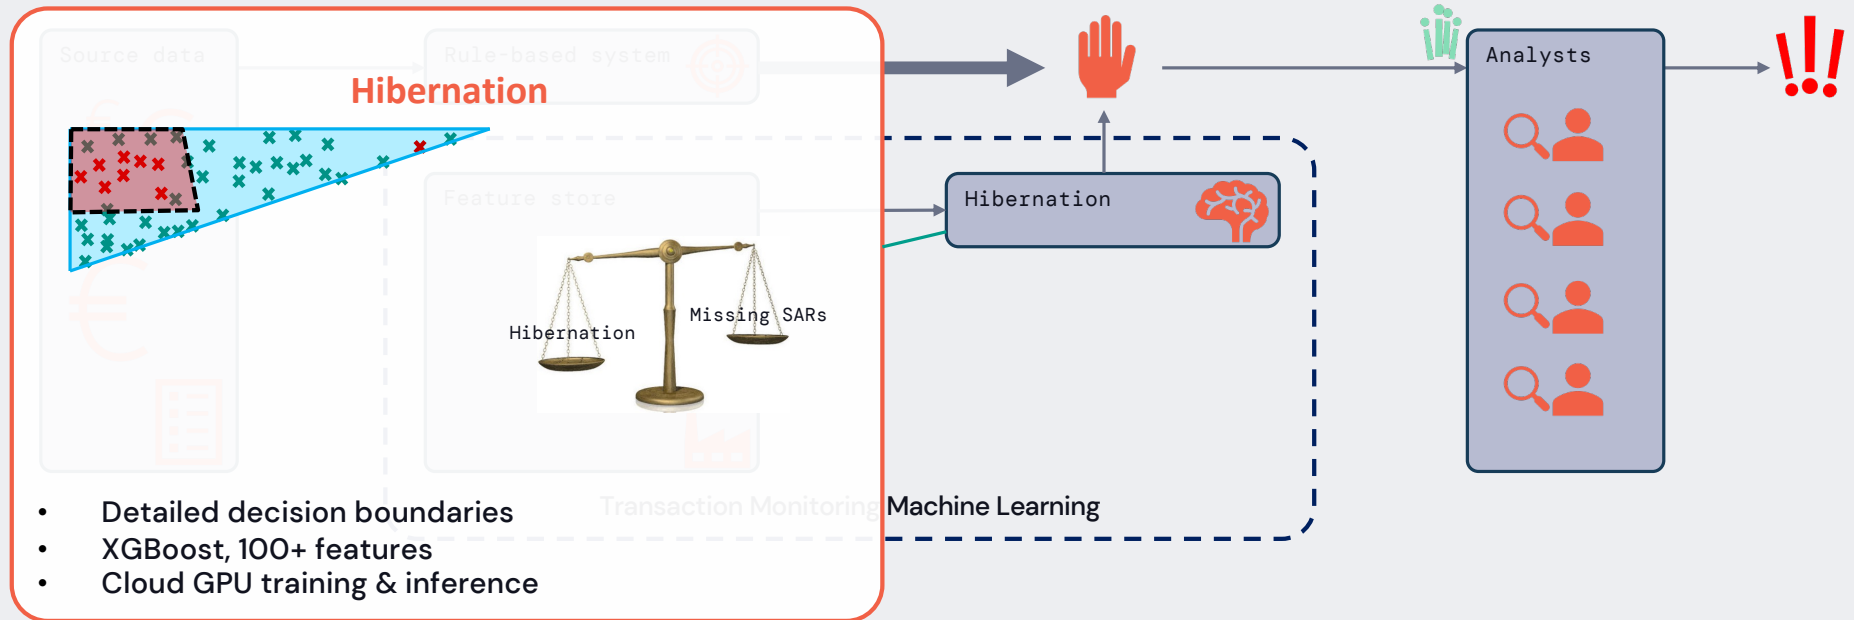 Source data
Rule-based system
Hibernation
Analysts
Feature store
Hibernation
Missing SARs
Hibernation
Transaction Monitoring Machine Learning
• Detailed decision boundaries
• XGBoost, 100+ features
• Cloud GPU training & inference